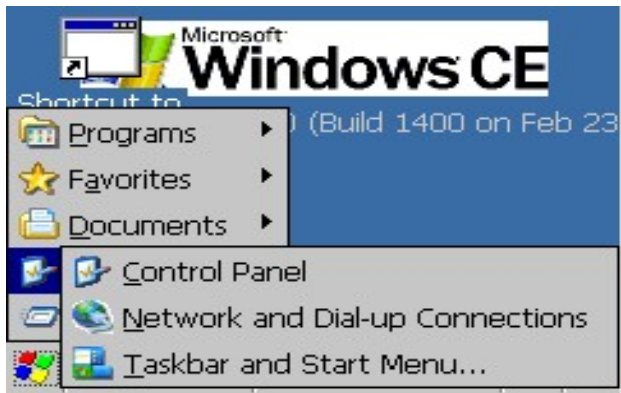 Microsoft
Windows CE
Shortcut to
) (Build 1400 on Feb 23
Programs
Favorites
Documents
Control Panel
Network and Dial-up Connections
Taskbar and Start Menu...